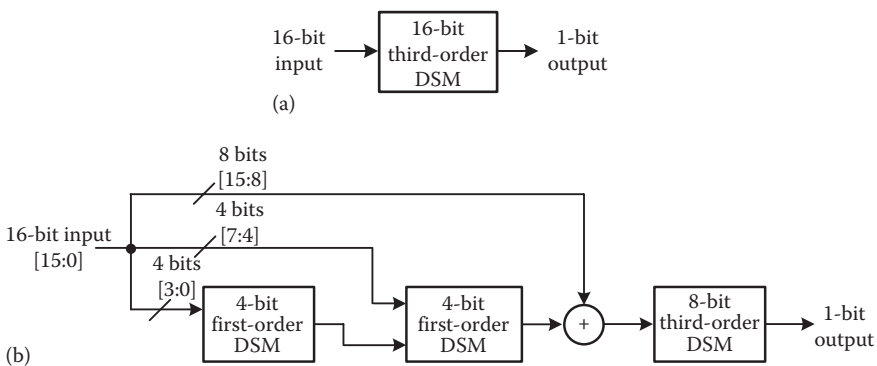 16-bit
input
16-bit
third-order
DSM
1-bit
output
(a)
8 bits
[15:8]
4 bits
[7:4]
16-bit input
[15:0]
4 bits
[3:0]
4-bit
first-order
DSM
4-bit
first-order
DSM
+
8-bit
third-order
DSM
1-bit
output
(b)